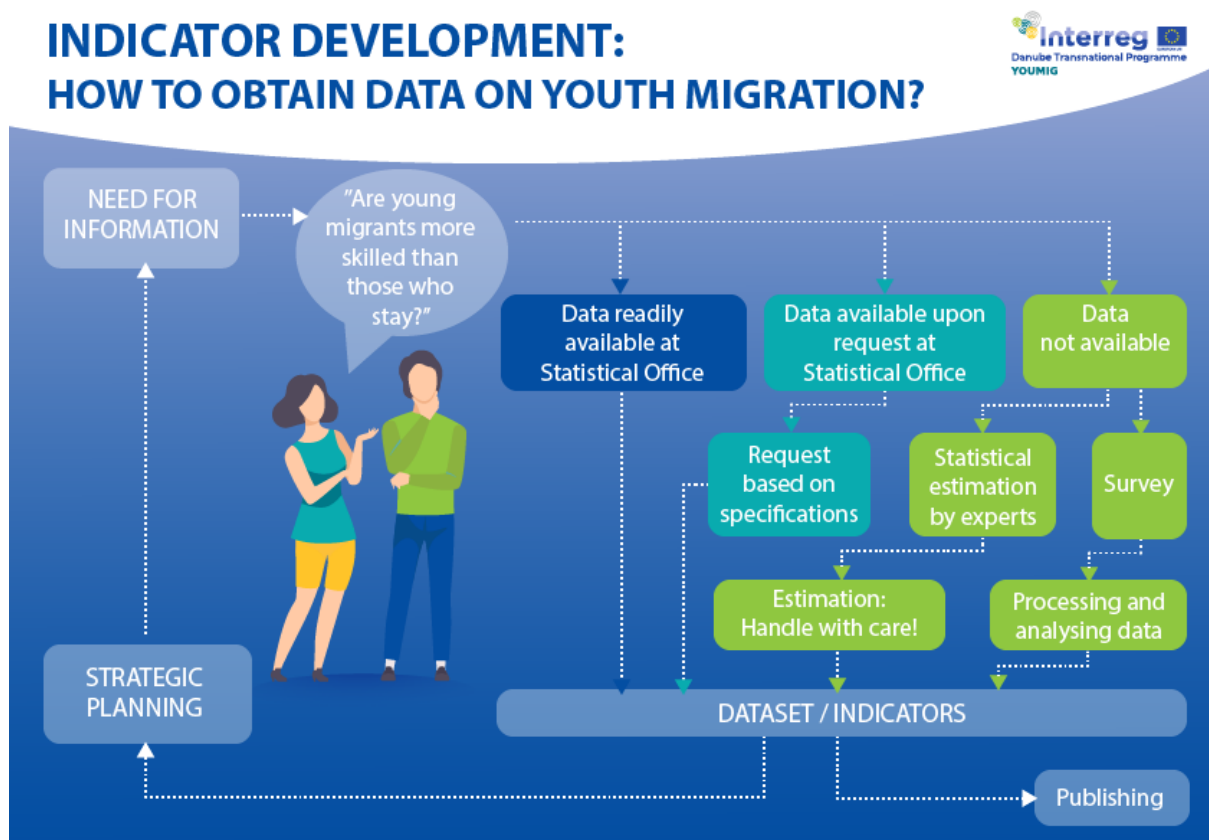 INDICATOR DEVELOPMENT:
HOW TO OBTAIN DATA ON YOUTH MIGRATION?
Interreg
Danube Transnational Programme
YOUMIG
NEED FOR
INFORMATION
"Are young
migrants more
skilled than
those who
stay?"
Data readily
available at
Statistical Office
Data available upon
request at
Statistical Office
Data
not available
Request
based on
specifications
Statistical
estimation
by experts
Survey
Estimation:
Handle with care!
Processing and
analysing data
STRATEGIC
PLANNING
DATASET / INDICATORS
Publishing